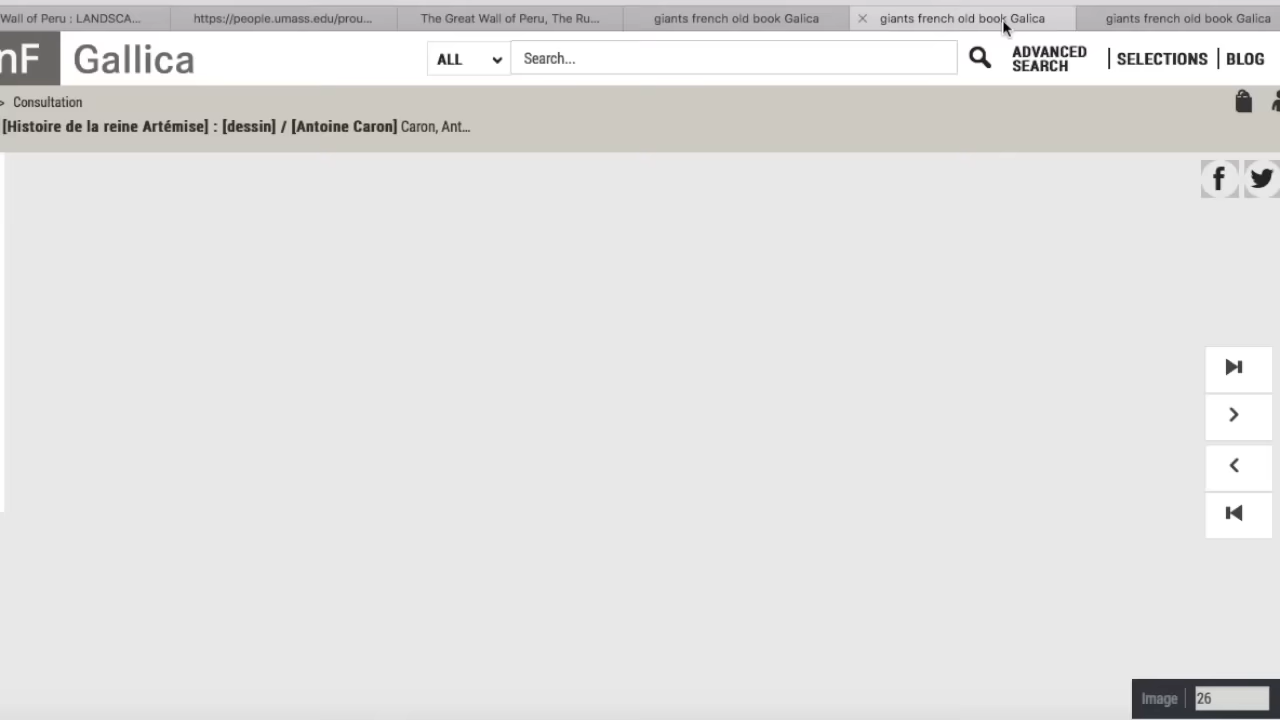 Wall of Peru : LANDSCA... https://people.umass.edu/prou... The Great Wall of Peru, The Ru... giants french old book Galica giants french old book Galica giants french old book Galica
nF Gallica ALL Search... ADVANCED SEARCH SELECTIONS BLOG
> Consultation
[Histoire de la reine Artémise] : [dessin] / [Antoine Caron] Caron, Ant...
Image 26